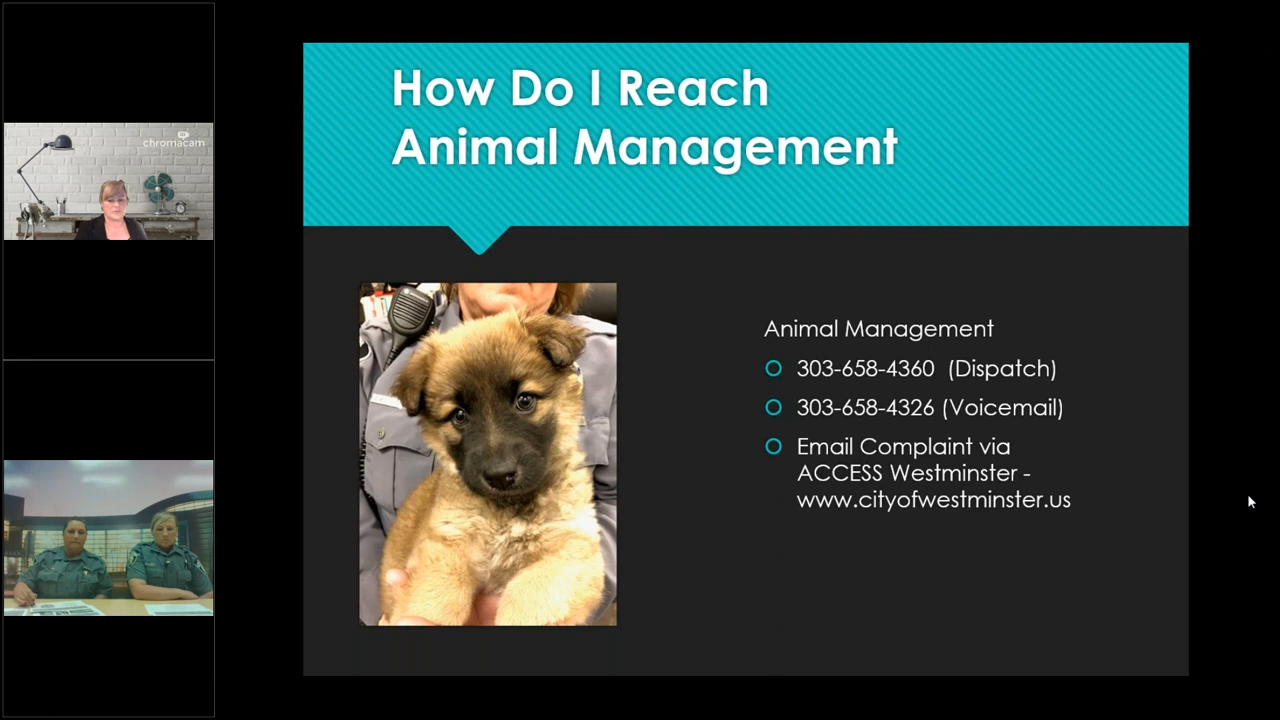 How Do I Reach
Animal Management
chromacam
Animal Management
303-658-4360 (Dispatch)
303-658-4326 (Voicemail)
Email Complaint via
ACCESS Westminster -
www.cityofwestminster.us